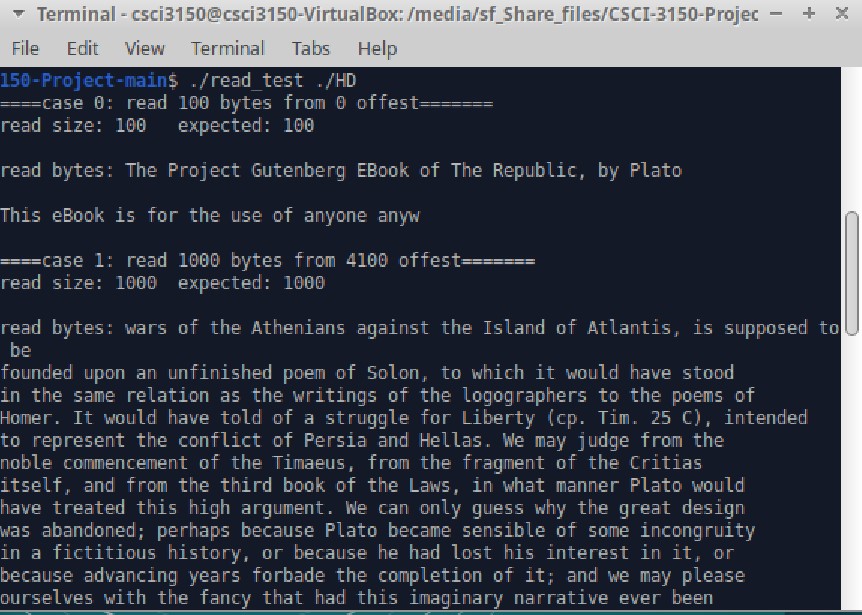 Terminal - csci3150@csci3150-VirtualBox: /media/sf_Share_files/CSCI-3150-Projec
File Edit View Terminal Tabs Help
150-Project-main$ ./read_test ./HD
====case 0: read 100 bytes from 0 offest=======
read size: 100   expected: 100
read bytes: The Project Gutenberg EBook of The Republic, by Plato
This eBook is for the use of anyone anyw
====case 1: read 1000 bytes from 4100 offest=======
read size: 1000  expected: 1000
read bytes: wars of the Athenians against the Island of Atlantis, is supposed to
 be
founded upon an unfinished poem of Solon, to which it would have stood
in the same relation as the writings of the logographers to the poems of
Homer. It would have told of a struggle for Liberty (cp. Tim. 25 C), intended
to represent the conflict of Persia and Hellas. We may judge from the
noble commencement of the Timaeus, from the fragment of the Critias
itself, and from the third book of the Laws, in what manner Plato would
have treated this high argument. We can only guess why the great design
was abandoned; perhaps because Plato became sensible of some incongruity
in a fictitious history, or because he had lost his interest in it, or
because advancing years forbade the completion of it; and we may please
ourselves with the fancy that had this imaginary narrative ever been